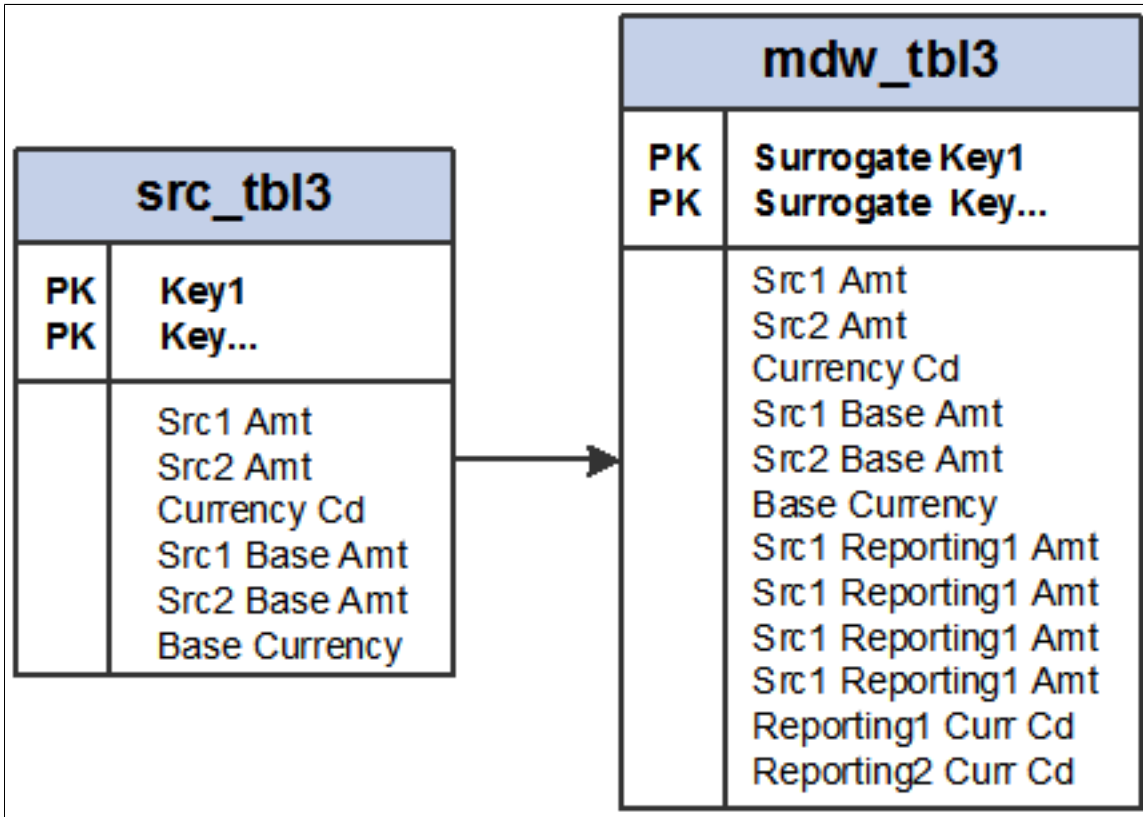 src_tbl3
PK Key1
PK Key...
Src1 Amt
Src2 Amt
Currency Cd
Src1 Base Amt
Src2 Base Amt
Base Currency
mdw_tbl3
PK Surrogate Key1
PK Surrogate Key...
Src1 Amt
Src2 Amt
Currency Cd
Src1 Base Amt
Src2 Base Amt
Base Currency
Src1 Reporting1 Amt
Src1 Reporting1 Amt
Src1 Reporting1 Amt
Src1 Reporting1 Amt
Reporting1 Curr Cd
Reporting2 Curr Cd